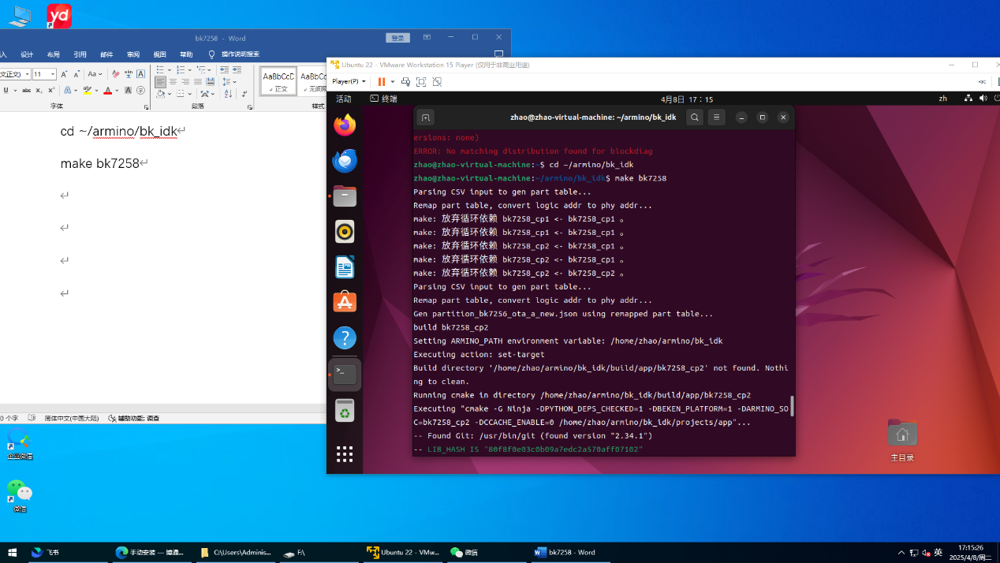 yd
bk7258 - Word
登录
设计 布局 引用 邮件 审阅 视图 帮助 操作说明搜索
11
AaBbCcD
正文
无间隔
字体
段落
样式
cd ~/armino/bk_idk
make bk7258
0 个字 简体中文(中国大陆) 辅助功能: 调查
企业微信
微信
Ubuntu 22 - VMware Workstation 15 Player (仅用于非商业用途)
Player(P)
活动 终端 4月8日 17：15 zh
zhao@zhao-virtual-machine: ~/armino/bk_idk
ersions: none)
ERROR: No matching distribution found for blockdiag
zhao@zhao-virtual-machine:~$ cd ~/armino/bk_idk
zhao@zhao-virtual-machine:~/armino/bk_idk$ make bk7258
Parsing CSV input to gen part table...
Remap part table, convert logic addr to phy addr...
make: 放弃循环依赖 bk7258_cp1 <- bk7258_cp1 。
make: 放弃循环依赖 bk7258_cp1 <- bk7258_cp1 。
make: 放弃循环依赖 bk7258_cp2 <- bk7258_cp1 。
make: 放弃循环依赖 bk7258_cp2 <- bk7258_cp1 。
make: 放弃循环依赖 bk7258_cp2 <- bk7258_cp2 。
Parsing CSV input to gen part table...
Remap part table, convert logic addr to phy addr...
Gen partition_bk7256_ota_a_new.json using remapped part table...
build bk7258_cp2
Setting ARMINO_PATH environment variable: /home/zhao/armino/bk_idk
Executing action: set-target
Build directory '/home/zhao/armino/bk_idk/build/app/bk7258_cp2' not found. Nothi
ng to clean.
Running cmake in directory /home/zhao/armino/bk_idk/build/app/bk7258_cp2
Executing "cmake -G Ninja -DPYTHON_DEPS_CHECKED=1 -DBEKEN_PLATFORM=1 -DARMINO_SO
C=bk7258_cp2 -DCCACHE_ENABLE=0 /home/zhao/armino/bk_idk/projects/app"...
-- Found Git: /usr/bin/git (found version "2.34.1")
-- LIB_HASH IS "80f8f0e03c0b09a7edc2a570aff07102"
主目录
飞书 手动安装 — 博通... C:\Users\Adminis... F:\ Ubuntu 22 - VMw... 微信 bk7258 - Word
英
17:15:26
2025/4/8/周二